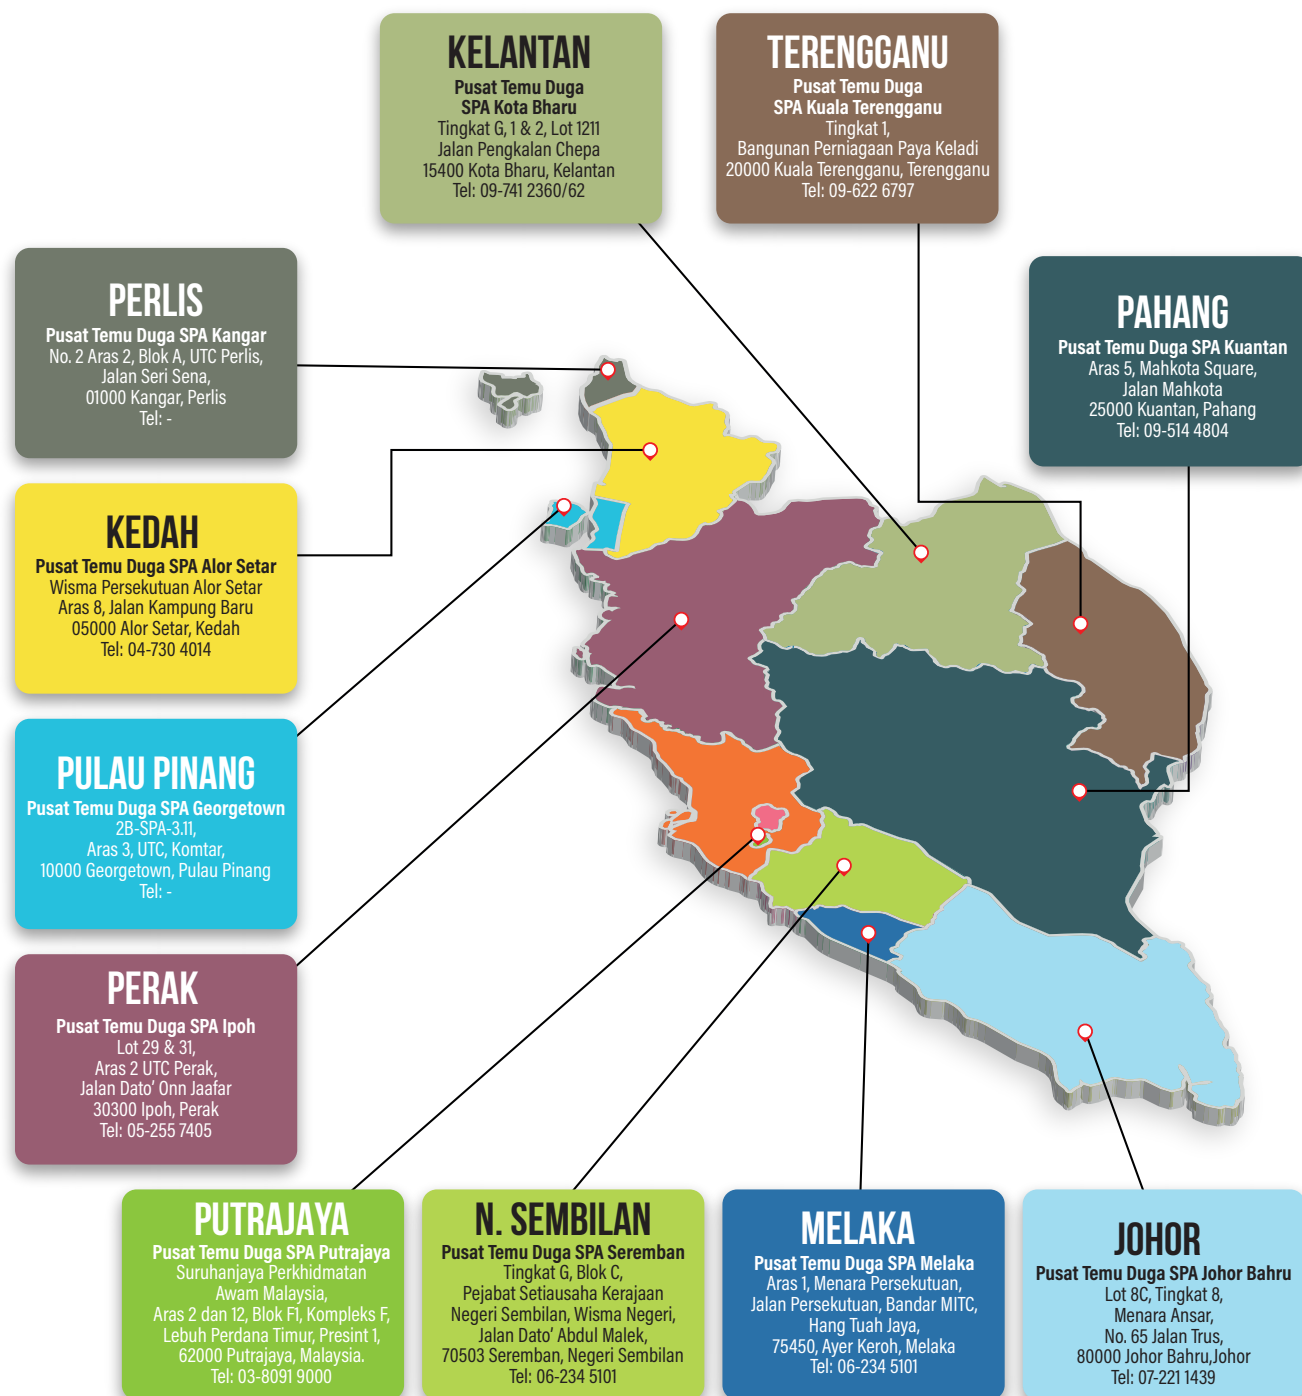 KELANTAN
Pusat Temu Duga
SPA Kota Bharu
Tingkat G, 1 & 2, Lot 1211
Jalan Pengkalan Chepa
15400 Kota Bharu, Kelantan
Tel: 09-741 2360/62
TERENGGANU
Pusat Temu Duga
SPA Kuala Terengganu
Tingkat 1,
Bangunan Perniagaan Paya Keladi
20000 Kuala Terengganu, Terengganu
Tel: 09-622 6797
PERLIS
Pusat Temu Duga SPA Kangar
No. 2 Aras 2, Blok A, UTC Perlis,
Jalan Seri Sena,
01000 Kangar, Perlis
Tel: -
PAHANG
Pusat Temu Duga SPA Kuantan
Aras 5, Mahkota Square,
Jalan Mahkota
25000 Kuantan, Pahang
Tel: 09-514 4804
KEDAH
Pusat Temu Duga SPA Alor Setar
Wisma Persekutuan Alor Setar
Aras 8, Jalan Kampung Baru
05000 Alor Setar, Kedah
Tel: 04-730 4014
PULAU PINANG
Pusat Temu Duga SPA Georgetown
2B-SPA-3.11,
Aras 3, UTC, Komtar,
10000 Georgetown, Pulau Pinang
Tel: -
PERAK
Pusat Temu Duga SPA Ipoh
Lot 29 & 31,
Aras 2 UTC Perak,
Jalan Dato' Onn Jaafar
30300 Ipoh, Perak
Tel: 05-255 7405
PUTRAJAYA
Pusat Temu Duga SPA Putrajaya
Suruhanjaya Perkhidmatan
Awam Malaysia,
Aras 2 dan 12, Blok F1, Kompleks F,
Lebuh Perdana Timur, Presint 1,
62000 Putrajaya, Malaysia.
Tel: 03-8091 9000
N. SEMBILAN
Pusat Temu Duga SPA Seremban
Tingkat G, Blok C,
Pejabat Setiausaha Kerajaan
Negeri Sembilan, Wisma Negeri,
Jalan Dato' Abdul Malek,
70503 Seremban, Negeri Sembilan
Tel: 06-234 5101
MELAKA
Pusat Temu Duga SPA Melaka
Aras 1, Menara Persekutuan,
Jalan Persekutuan, Bandar MITC,
Hang Tuah Jaya,
75450, Ayer Keroh, Melaka
Tel: 06-234 5101
JOHOR
Pusat Temu Duga SPA Johor Bahru
Lot 8C, Tingkat 8,
Menara Ansar,
No. 65 Jalan Trus,
80000 Johor Bahru,Johor
Tel: 07-221 1439